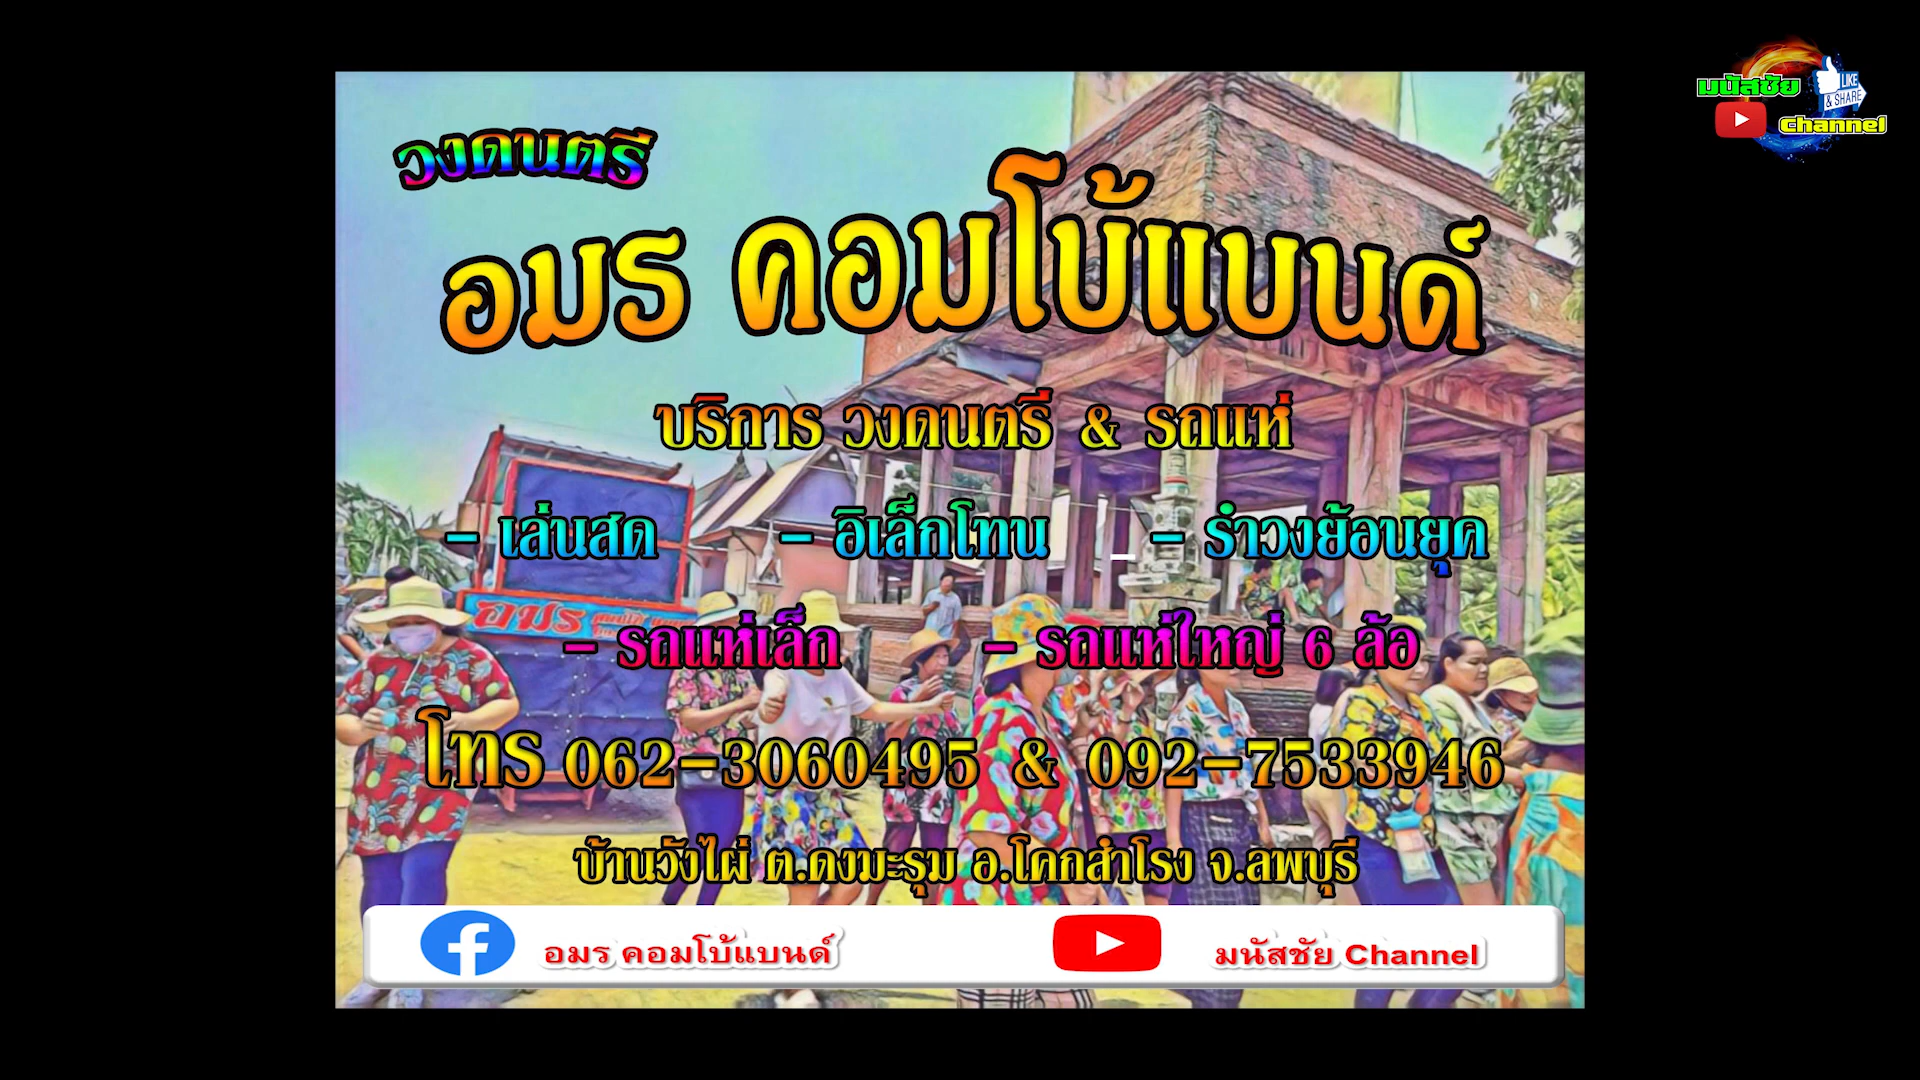 มนัสชัย
LIKE
& SHARE
Channel
วงดนตรี
อมร คอมโบ้แบนด์
บริการ วงดนตรี & รถแห่
- เล่นสด - อิเล็กโทน - รำวงย้อนยุค
อมร
- รถแห่เล็ก - รถแห่ใหญ่ 6 ล้อ
โทร 062-3060495 & 092-7533946
บ้านวังไผ่ ต.ดงมะรุม อ.โคกสำโรง จ.ลพบุรี
อมร คอมโบ้แบนด์ มนัสชัย Channel